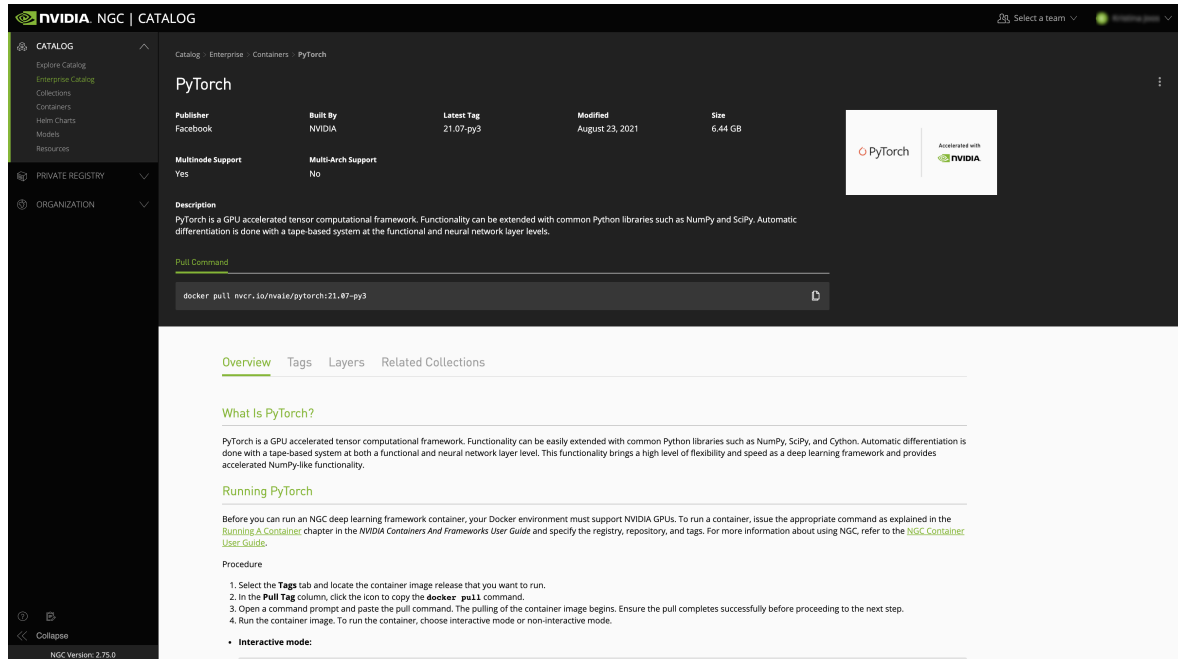 NVIDIA. NGC | CATALOG
Select a team
CATALOG
Explore Catalog
Enterprise Catalog
Collections
Containers
Helm Charts
Models
Resources
PRIVATE REGISTRY
ORGANIZATION
Catalog > Enterprise > Containers > PyTorch
PyTorch
Publisher Built By Latest Tag Modified Size
Facebook NVIDIA 21.07-py3 August 23, 2021 6.44 GB
Multinode Support Multi-Arch Support
Yes No
PyTorch
Accelerated with
NVIDIA.
Description
PyTorch is a GPU accelerated tensor computational framework. Functionality can be extended with common Python libraries such as NumPy and SciPy. Automatic
differentiation is done with a tape-based system at the functional and neural network layer levels.
Pull Command
docker pull nvcr.io/nvaie/pytorch:21.07-py3
Overview Tags Layers Related Collections
What Is PyTorch?
PyTorch is a GPU accelerated tensor computational framework. Functionality can be easily extended with common Python libraries such as NumPy, SciPy, and Cython. Automatic differentiation is
done with a tape-based system at both a functional and neural network layer level. This functionality brings a high level of flexibility and speed as a deep learning framework and provides
accelerated NumPy-like functionality.
Running PyTorch
Before you can run an NGC deep learning framework container, your Docker environment must support NVIDIA GPUs. To run a container, issue the appropriate command as explained in the
Running A Container chapter in the NVIDIA Containers And Frameworks User Guide and specify the registry, repository, and tags. For more information about using NGC, refer to the NGC Container
User Guide.
Procedure
1. Select the Tags tab and locate the container image release that you want to run.
2. In the Pull Tag column, click the icon to copy the docker pull command.
3. Open a command prompt and paste the pull command. The pulling of the container image begins. Ensure the pull completes successfully before proceeding to the next step.
4. Run the container image. To run the container, choose interactive mode or non-interactive mode.
• Interactive mode:
Collapse
NGC Version: 2.75.0